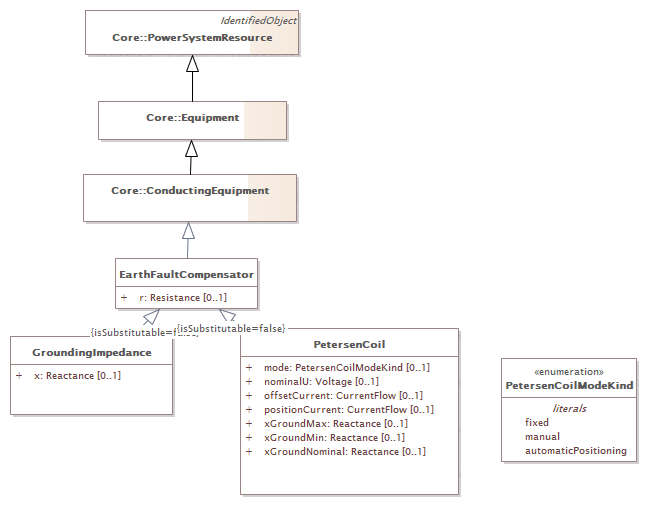 IdentifiedObject
Core::PowerSystemResource
Core::Equipment
Core::ConductingEquipment
EarthFaultCompensator
+ r: Resistance [0..1]
{isSubstitutable=false}
{isSubstitutable=false}
GroundingImpedance
+ x: Reactance [0..1]
PetersenCoil
+ mode: PetersenCoilModeKind [0..1]
+ nominalU: Voltage [0..1]
+ offsetCurrent: CurrentFlow [0..1]
+ positionCurrent: CurrentFlow [0..1]
+ xGroundMax: Reactance [0..1]
+ xGroundMin: Reactance [0..1]
+ xGroundNominal: Reactance [0..1]
«enumeration»
PetersenCoilModeKind
literals
fixed
manual
automaticPositioning